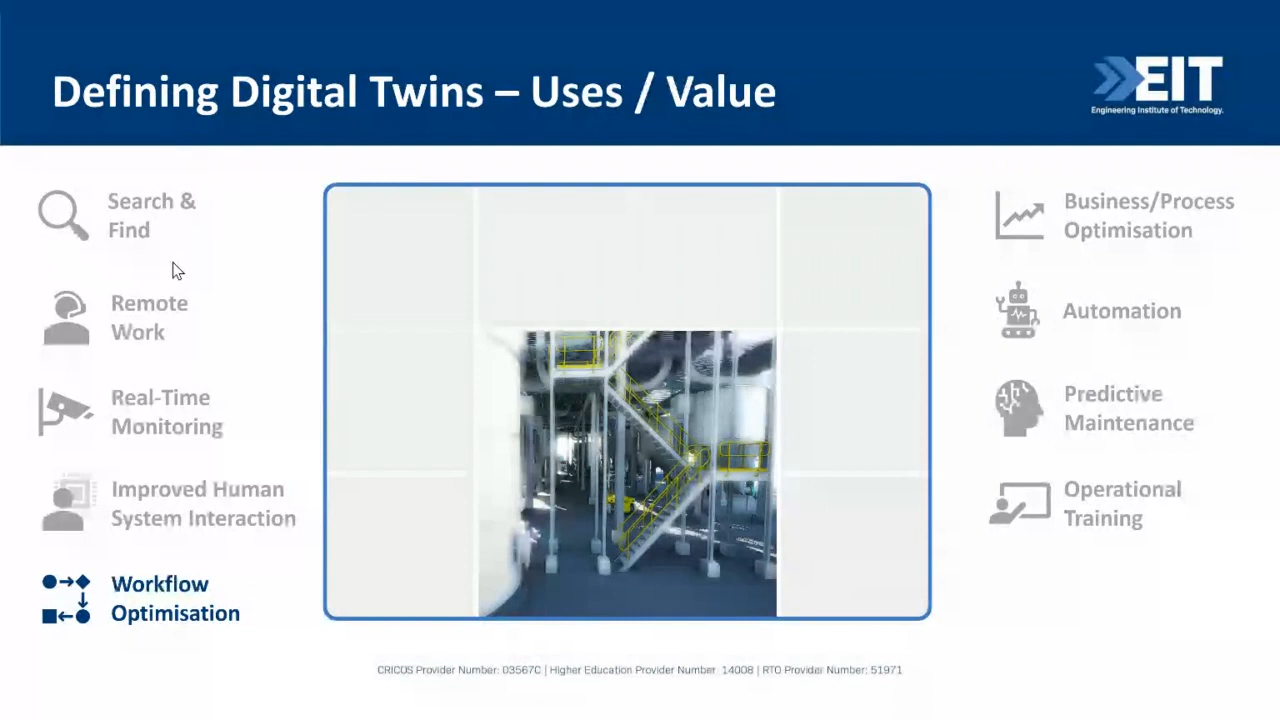 Defining Digital Twins – Uses / Value
EIT
Engineering Institute of Technology.
Search &
Find
Remote
Work
Real-Time
Monitoring
Improved Human
System Interaction
Workflow
Optimisation
Business/Process
Optimisation
Automation
Predictive
Maintenance
Operational
Training
CRICOS Provider Number: 03567C | Higher Education Provider Number: 14008 | RTO Provider Number: 51971